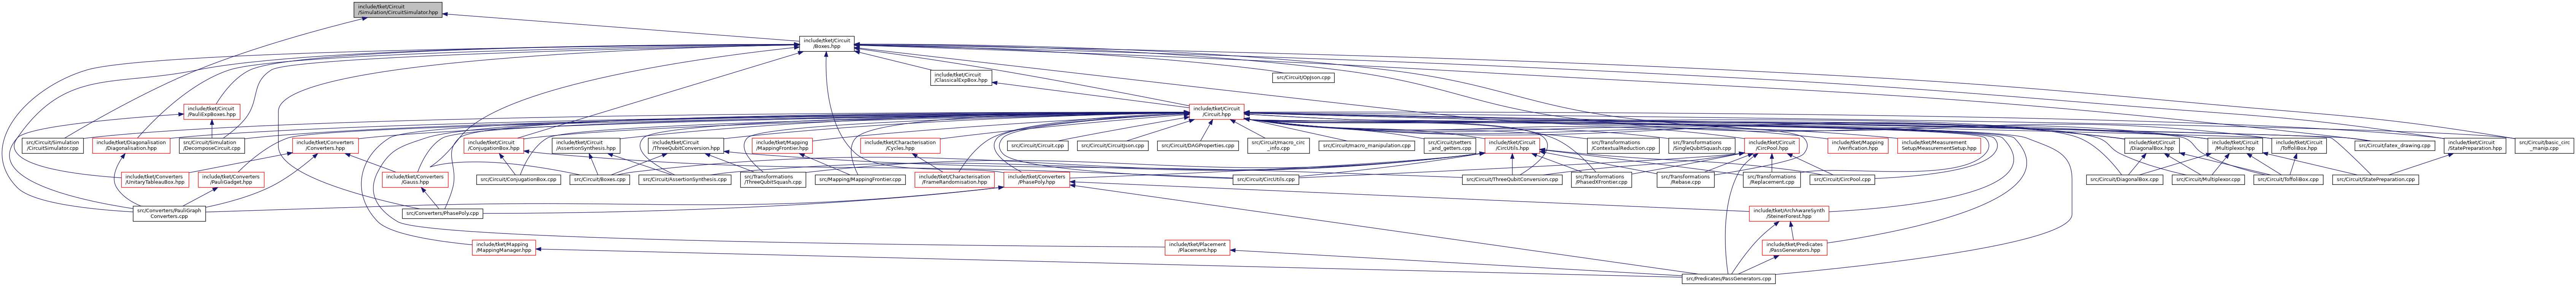 include/tket/Circuit
/Simulation/CircuitSimulator.hpp
include/tket/Circuit
/Boxes.hpp
include/tket/Circuit
/ClassicalExpBox.hpp
src/Circuit/OpJson.cpp
include/tket/Circuit
/PauliExpBoxes.hpp
include/tket/Circuit
/Circuit.hpp
src/Circuit/Simulation
/CircuitSimulator.cpp
include/tket/Diagonalisation
/Diagonalisation.hpp
src/Circuit/Simulation
/DecomposeCircuit.cpp
include/tket/Converters
/Converters.hpp
include/tket/Circuit
/ConjugationBox.hpp
include/tket/Circuit
/AssertionSynthesis.hpp
include/tket/Circuit
/ThreeQubitConversion.hpp
include/tket/Mapping
/MappingFrontier.hpp
include/tket/Characterisation
/Cycles.hpp
src/Circuit/Circuit.cpp
src/Circuit/CircuitJson.cpp
src/Circuit/DAGProperties.cpp
src/Circuit/macro_circ
_info.cpp
src/Circuit/macro_manipulation.cpp
src/Circuit/setters
_and_getters.cpp
include/tket/Circuit
/CircUtils.hpp
src/Transformations
/ContextualReduction.cpp
src/Transformations
/SingleQubitSquash.cpp
include/tket/Circuit
/CircPool.hpp
include/tket/Mapping
/Verification.hpp
include/tket/Measurement
Setup/MeasurementSetup.hpp
include/tket/Circuit
/DiagonalBox.hpp
include/tket/Circuit
/Multiplexor.hpp
include/tket/Circuit
/ToffoliBox.hpp
src/Circuit/latex_drawing.cpp
include/tket/Circuit
/StatePreparation.hpp
src/Circuit/basic_circ
_manip.cpp
include/tket/Converters
/UnitaryTableauBox.hpp
include/tket/Converters
/PauliGadget.hpp
include/tket/Converters
/Gauss.hpp
src/Circuit/ConjugationBox.cpp
src/Circuit/Boxes.cpp
src/Circuit/AssertionSynthesis.cpp
src/Transformations
/ThreeQubitSquash.cpp
src/Mapping/MappingFrontier.cpp
include/tket/Characterisation
/FrameRandomisation.hpp
include/tket/Converters
/PhasePoly.hpp
src/Circuit/CircUtils.cpp
src/Circuit/ThreeQubitConversion.cpp
src/Transformations
/PhasedXFrontier.cpp
src/Transformations
/Rebase.cpp
src/Transformations
/Replacement.cpp
src/Circuit/CircPool.cpp
src/Circuit/DiagonalBox.cpp
src/Circuit/Multiplexor.cpp
src/Circuit/ToffoliBox.cpp
src/Circuit/StatePreparation.cpp
src/Converters/PauliGraph
Converters.cpp
src/Converters/PhasePoly.cpp
include/tket/ArchAwareSynth
/SteinerForest.hpp
include/tket/Mapping
/MappingManager.hpp
include/tket/Placement
/Placement.hpp
include/tket/Predicates
/PassGenerators.hpp
src/Predicates/PassGenerators.cpp